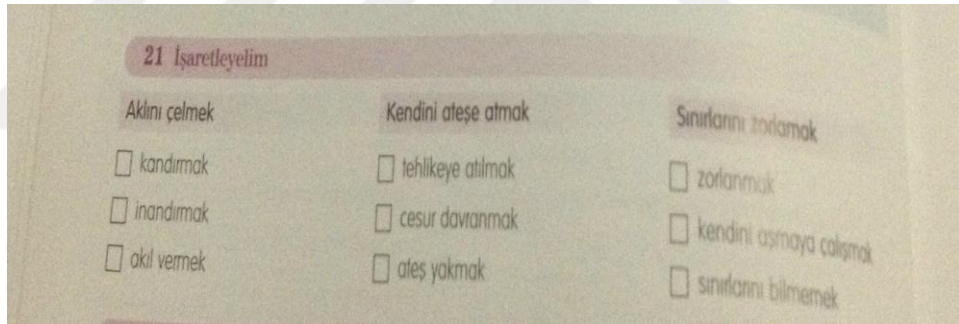 21 İşaretleyelim
Aklını çelmek
☐ kandırmak
☐ inandırmak
☐ akıl vermek
Kendini ateşe atmak
☐ tehlikeye atılmak
☐ cesur davranmak
☐ ateş yakmak
Sınırlarını zorlamak
☐ zorlanmak
☐ kendini aşmaya çalışmak
☐ sınırlarını bilmemek